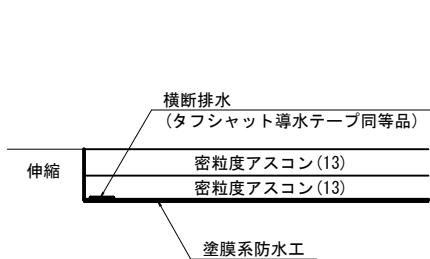 横断排水
(タフシャット導水テープ同等品)
伸縮
密粒度アスコン(13)
密粒度アスコン(13)
塗膜系防水工